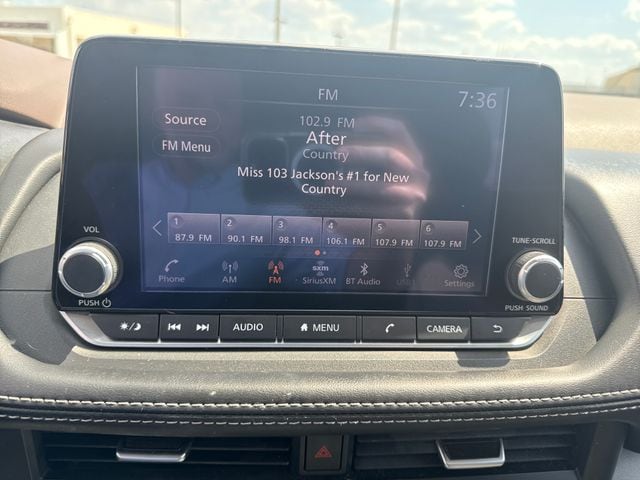 FM
7:36
Source
102.9 FM
After
Country
FM Menu
Miss 103 Jackson's #1 for New
Country
1 2 3 4 5 6
87.9 FM 90.1 FM 98.1 FM 106.1 FM 107.9 FM 107.9 FM
sxm
Phone AM FM SiriusXM BT Audio Settings
VOL
PUSH
TUNE·SCROLL
PUSH SOUND
AUDIO MENU CAMERA